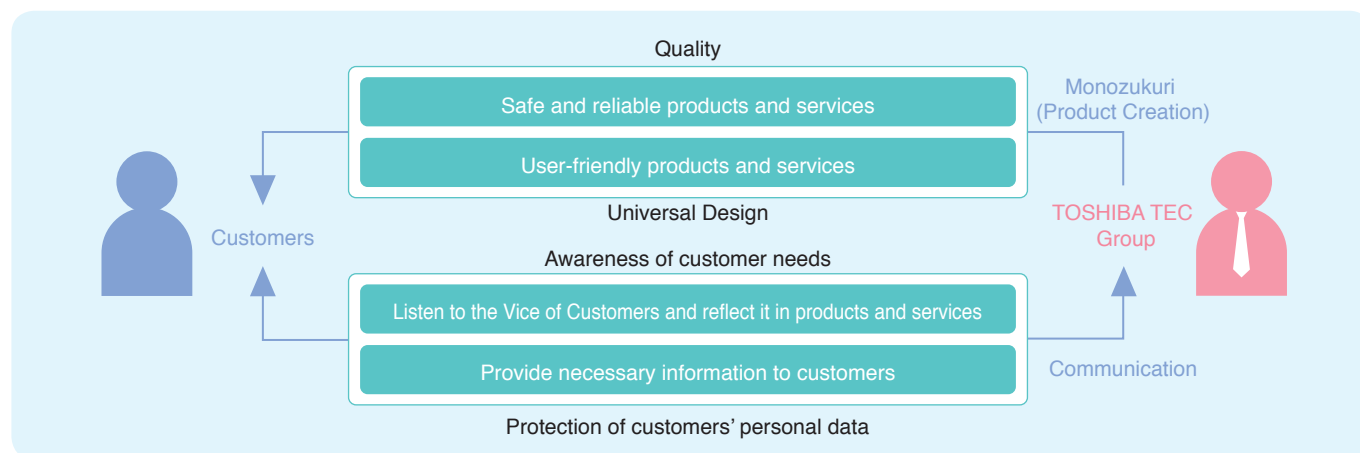 Quality
Safe and reliable products and services
User-friendly products and services
Universal Design
Monozukuri
(Product Creation)
Customers
TOSHIBA TEC
Group
Awareness of customer needs
Listen to the Vice of Customers and reflect it in products and services
Provide necessary information to customers
Communication
Protection of customers' personal data